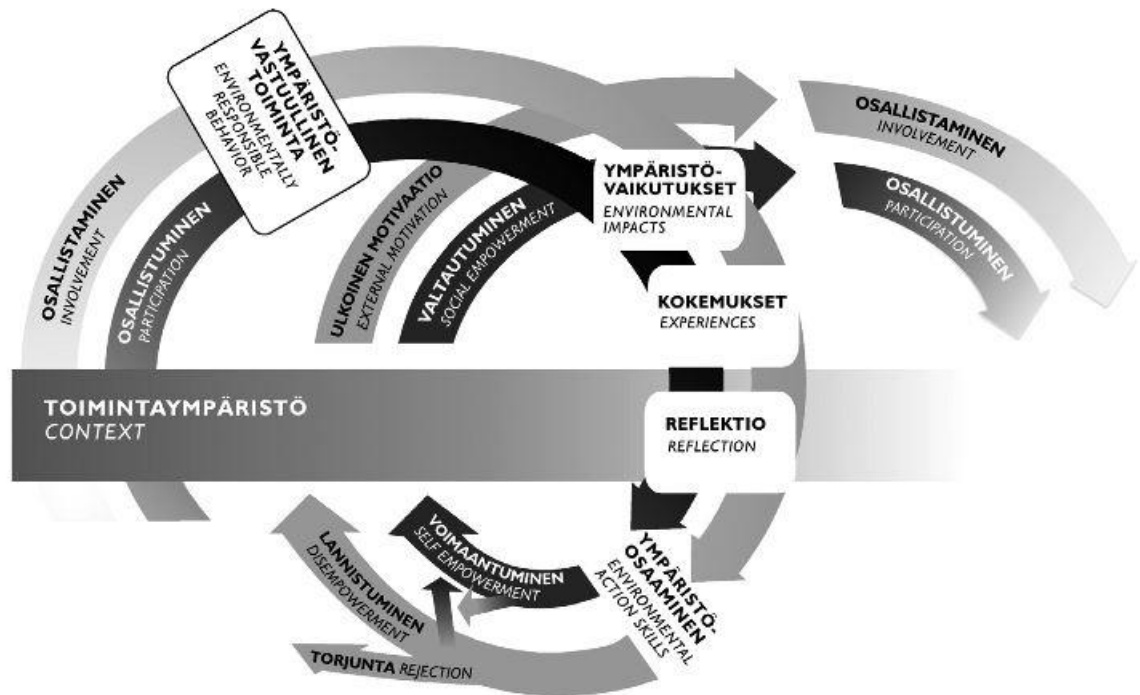 YMPÄRISTÖ-
VASTUULLINEN
TOIMINTA
ENVIRONMENTALLY
RESPONSIBLE
BEHAVIOR
OSALLISTAMINEN
INVOLVEMENT
OSALLISTUMINEN
PARTICIPATION
ULKOINEN MOTIVAATIO
EXTERNAL MOTIVATION
VALTAUTUMINEN
SOCIAL EMPOWERMENT
YMPÄRISTÖ-
VAIKUTUKSET
ENVIRONMENTAL
IMPACTS
OSALLISTAMINEN
INVOLVEMENT
OSALLISTUMINEN
PARTICIPATION
KOKEMUKSET
EXPERIENCES
TOIMINTAYMPÄRISTÖ
CONTEXT
REFLEKTIO
REFLECTION
YMPÄRISTÖ-
OSAAMINEN
ENVIRONMENTAL
ACTION SKILLS
VOIMAANTUMINEN
SELF EMPOWERMENT
LANNISTUMINEN
DISEMPOWERMENT
TORJUNTA REJECTION